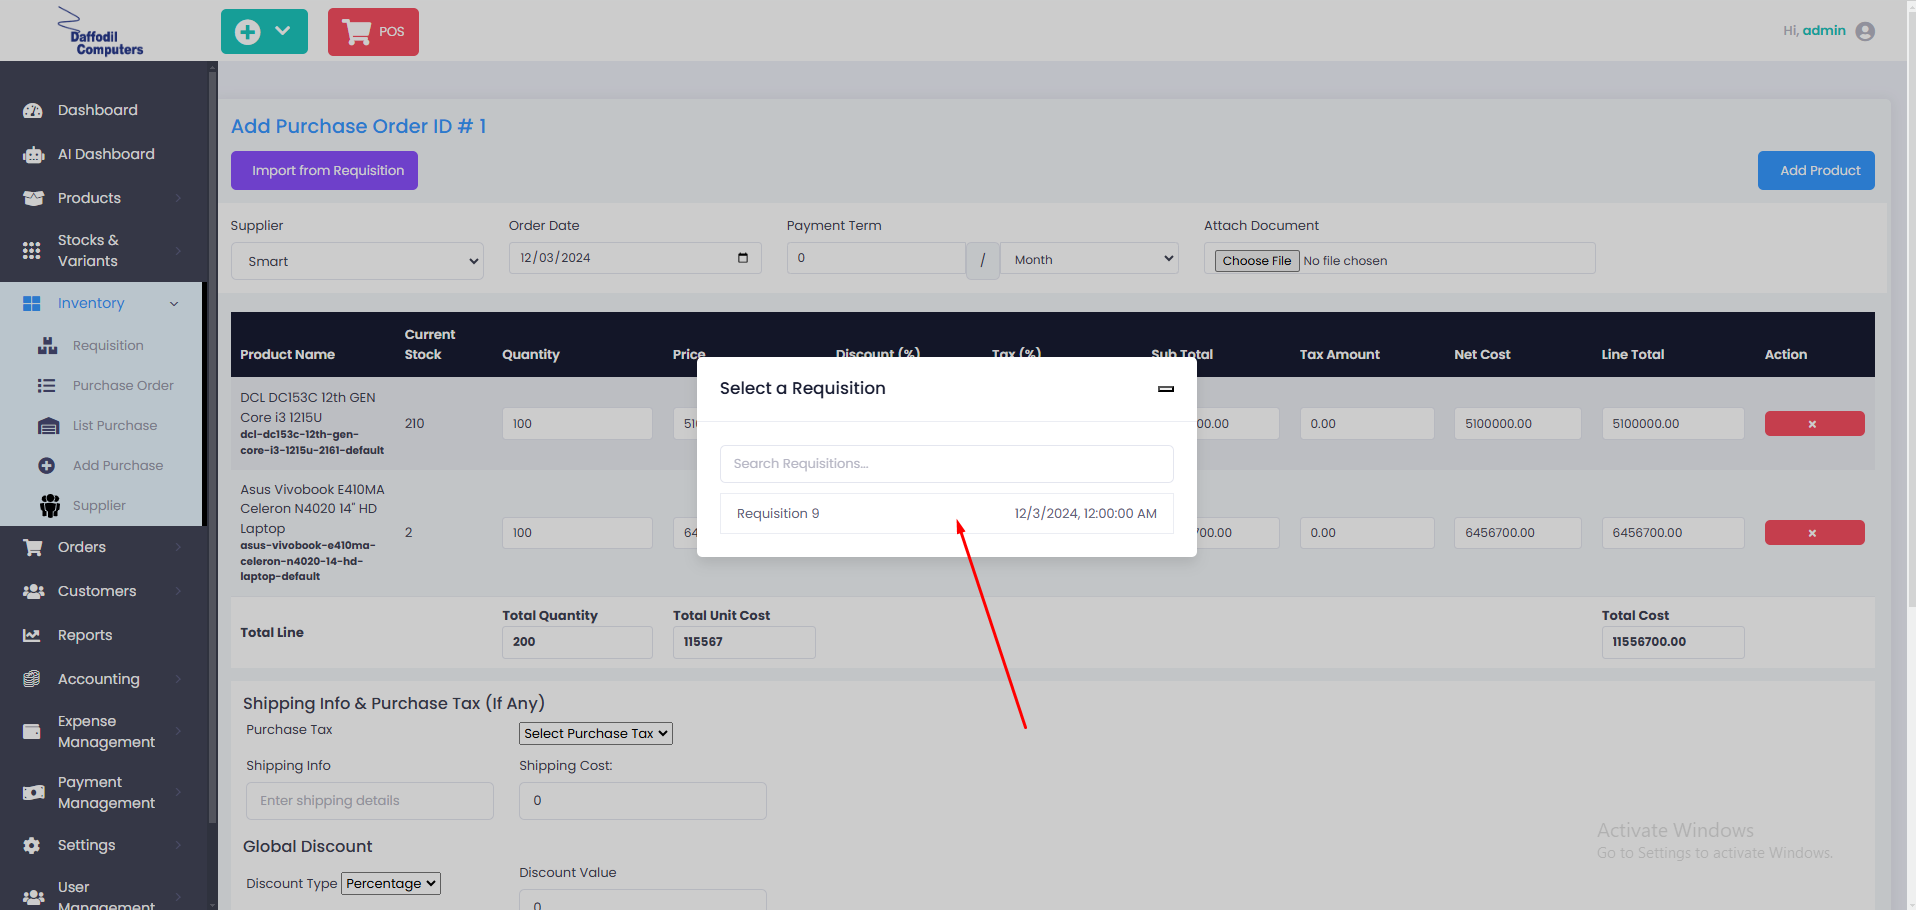 Daffodil
Computers
POS
Hi, admin
Dashboard
AI Dashboard
Products
Stocks &
Variants
Inventory
Requisition
Purchase Order
List Purchase
Add Purchase
Supplier
Orders
Customers
Reports
Accounting
Expense
Management
Payment
Management
Settings
User
Management
Add Purchase Order ID # 1
Import from Requisition
Add Product
Supplier
Order Date
Payment Term
Attach Document
Smart
12/03/2024
0
/
Month
Choose File No file chosen
Product Name
Current
Stock
Quantity
Price
Discount (%)
Tax (%)
Sub Total
Tax Amount
Net Cost
Line Total
Action
DCL DC153C 12th GEN
Core i3 1215U
dcl-dc153c-12th-gen-
core-i3-1215u-2161-default
210
100
0.00
5100000.00
5100000.00
×
Asus Vivobook E410MA
Celeron N4020 14" HD
Laptop
asus-vivobook-e410ma-
celeron-n4020-14-hd-
laptop-default
2
100
0.00
6456700.00
6456700.00
×
Select a Requisition
Search Requisitions...
Requisition 9
12/3/2024, 12:00:00 AM
Total Line
Total Quantity
200
Total Unit Cost
115567
Total Cost
11556700.00
Shipping Info & Purchase Tax (If Any)
Purchase Tax
Select Purchase Tax
Shipping Info
Shipping Cost:
Enter shipping details
0
Global Discount
Discount Type Percentage
Discount Value
0
Activate Windows
Go to Settings to activate Windows.